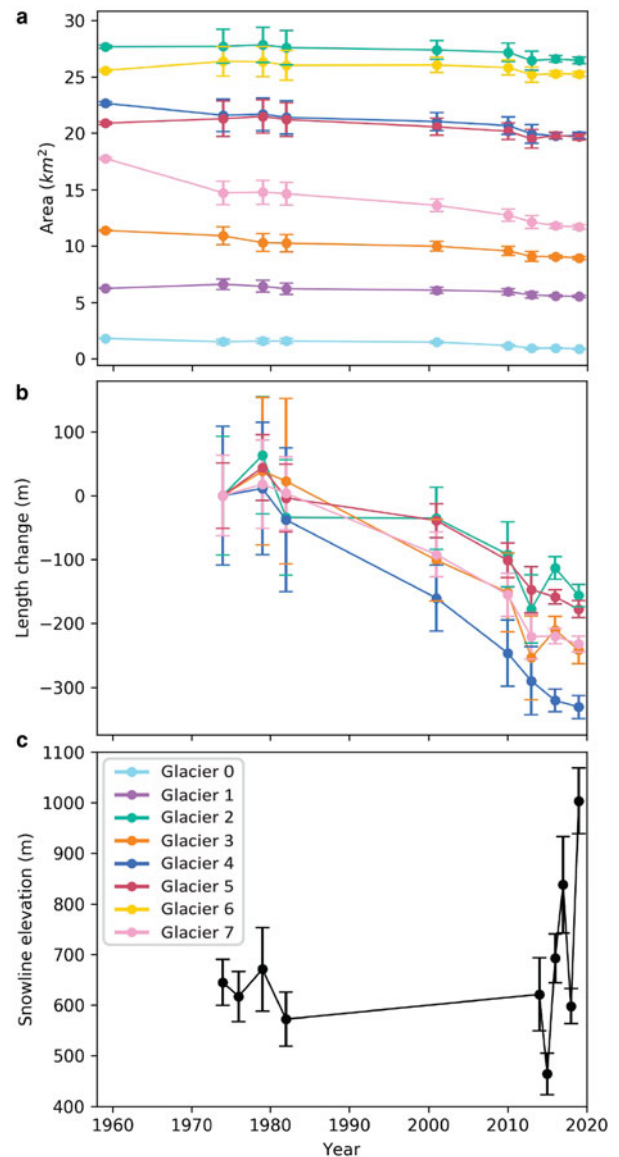 a
30
25
20
15
10
5
0
Area (km²)
b
100
0
−100
−200
−300
Length change (m)
c
1100
1000
900
800
700
600
500
400
Snowline elevation (m)
Glacier 0
Glacier 1
Glacier 2
Glacier 3
Glacier 4
Glacier 5
Glacier 6
Glacier 7
1960 1970 1980 1990 2000 2010 2020
Year